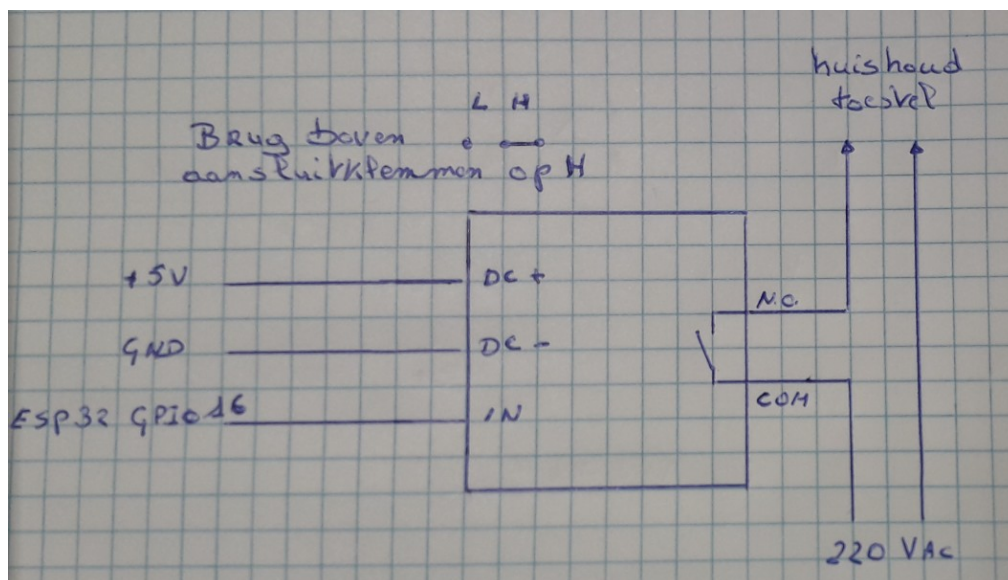 huishoud
toestel
L H
Brug boven
aansluitklemmen op H
+5V
DC +
N.O.
GND
DC -
COM
ESP32 GPIO16
IN
220 VAC